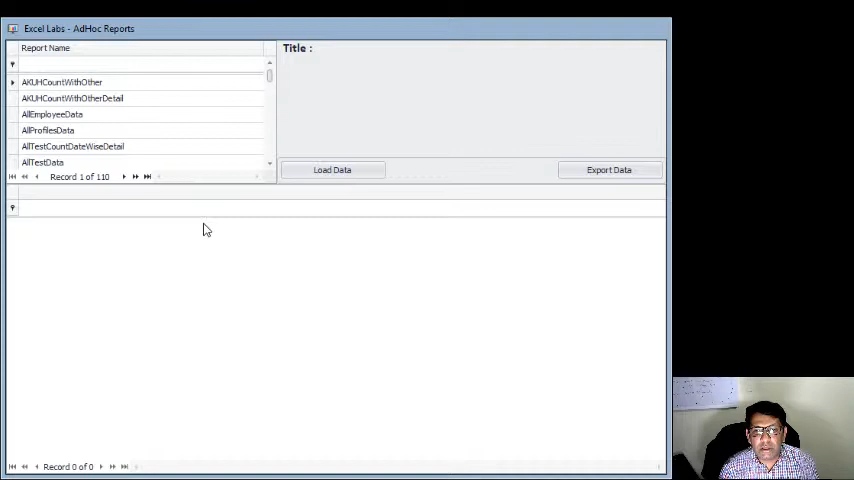 Excel Labs - AdHoc Reports
Report Name
Title :
AKUHCountWithOther
AKUHCountWithOtherDetail
AllEmployeeData
AllProfilesData
AllTestCountDateWiseDetail
AllTestData
Record 1 of 110
Load Data
Export Data
Record 0 of 0